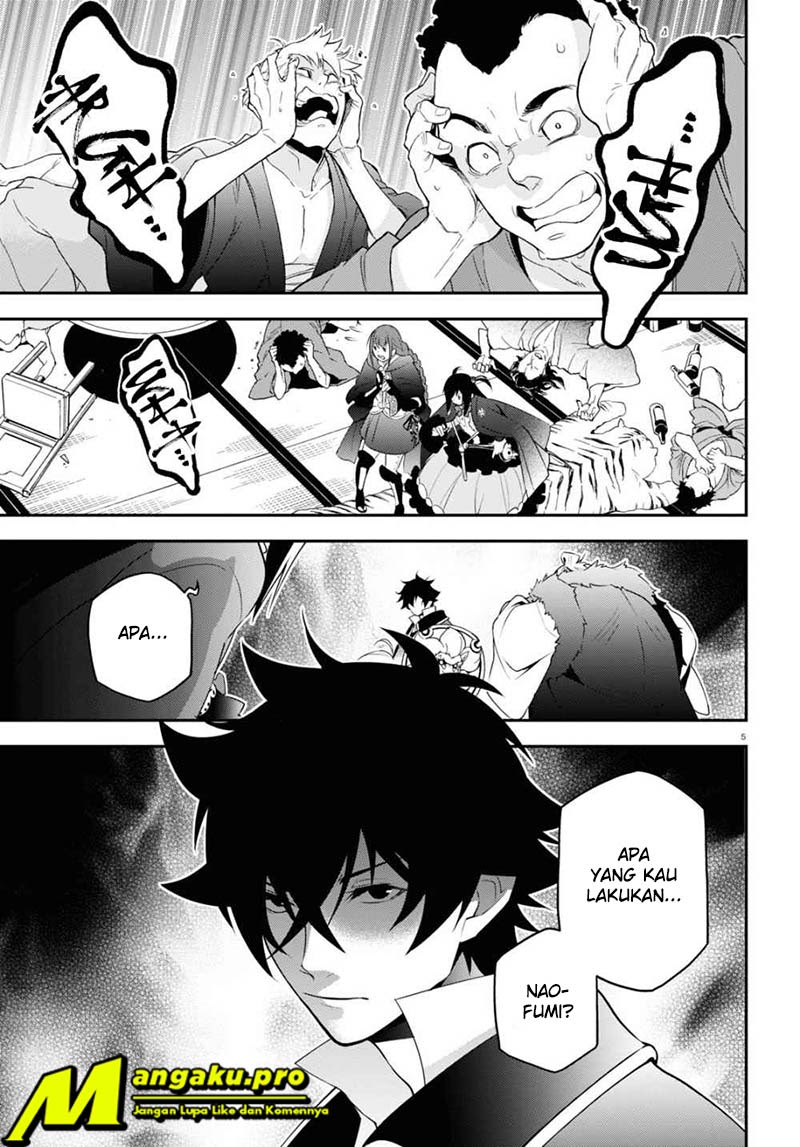 APA...
5
APA
YANG KAU
LAKUKAN...
NAO-
FUMI?
Mangaku.pro
Jangan Lupa Like dan Komennya